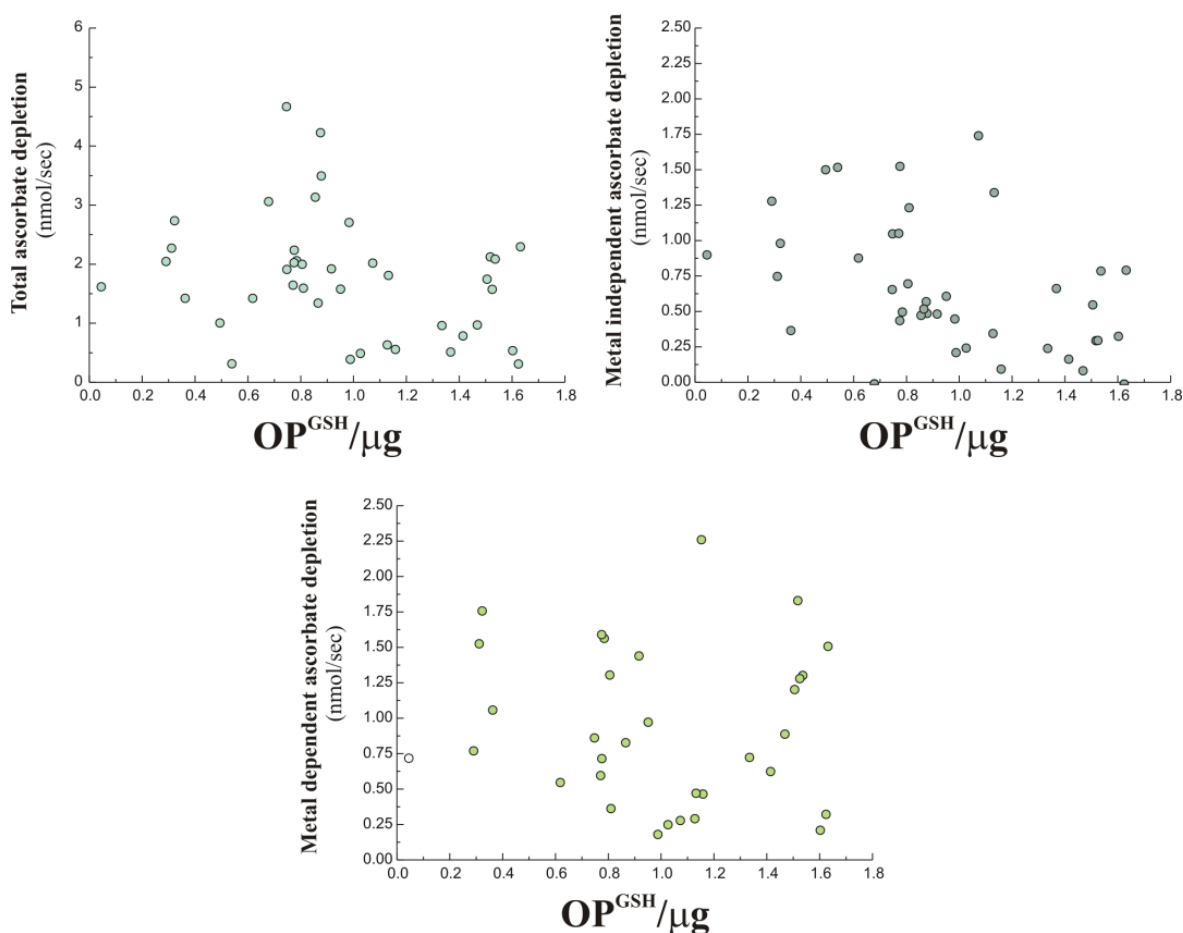 Total ascorbate depletion
(nmol/sec)
6
5
4
3
2
1
0
0.0 0.2 0.4 0.6 0.8 1.0 1.2 1.4 1.6 1.8
OP^GSH/μg
Metal independent ascorbate depletion
(nmol/sec)
2.50
2.25
2.00
1.75
1.50
1.25
1.00
0.75
0.50
0.25
0.00
0.0 0.2 0.4 0.6 0.8 1.0 1.2 1.4 1.6 1.8
OP^GSH/μg
Metal dependent ascorbate depletion
(nmol/sec)
2.50
2.25
2.00
1.75
1.50
1.25
1.00
0.75
0.50
0.25
0.00
0.0 0.2 0.4 0.6 0.8 1.0 1.2 1.4 1.6 1.8
OP^GSH/μg